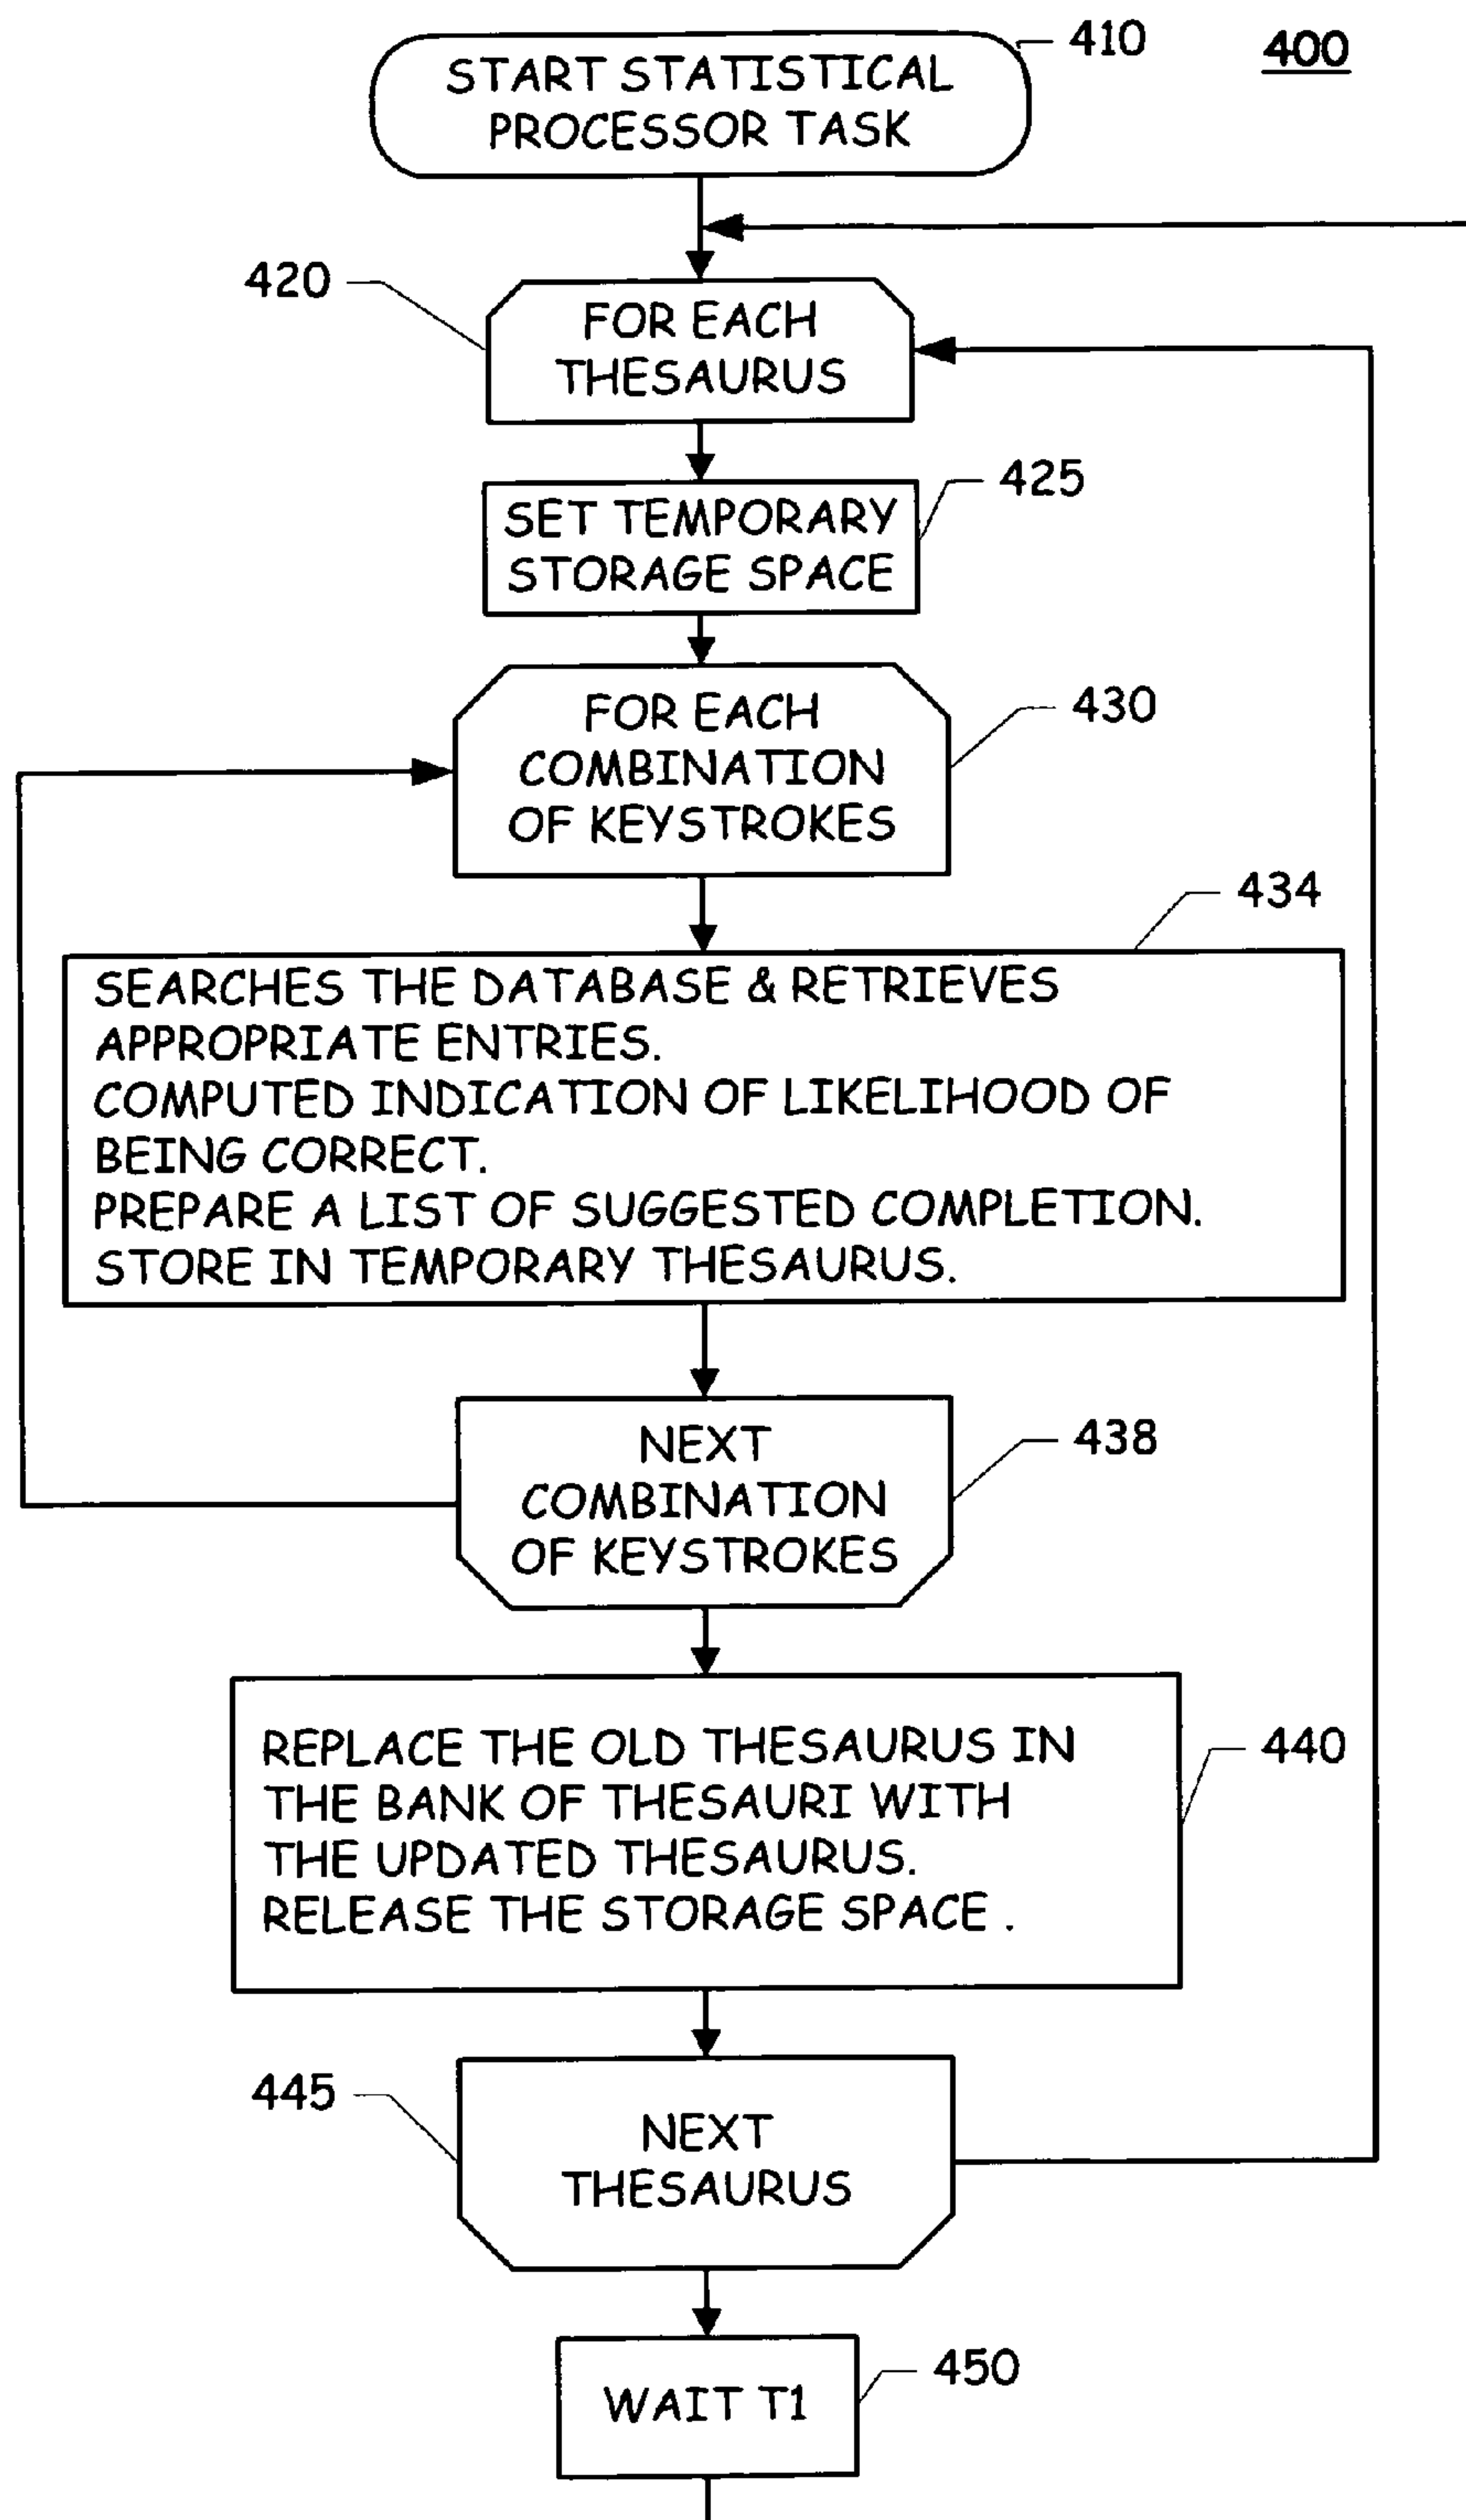 410
400
START STATISTICAL
PROCESSOR TASK
420
FOR EACH
THESAURUS
425
SET TEMPORARY
STORAGE SPACE
430
FOR EACH
COMBINATION
OF KEYSTROKES
434
SEARCHES THE DATABASE & RETRIEVES
APPROPRIATE ENTRIES.
COMPUTED INDICATION OF LIKELIHOOD OF
BEING CORRECT.
PREPARE A LIST OF SUGGESTED COMPLETION.
STORE IN TEMPORARY THESAURUS.
438
NEXT
COMBINATION
OF KEYSTROKES
440
REPLACE THE OLD THESAURUS IN
THE BANK OF THESAURI WITH
THE UPDATED THESAURUS.
RELEASE THE STORAGE SPACE .
445
NEXT
THESAURUS
450
WAIT T1